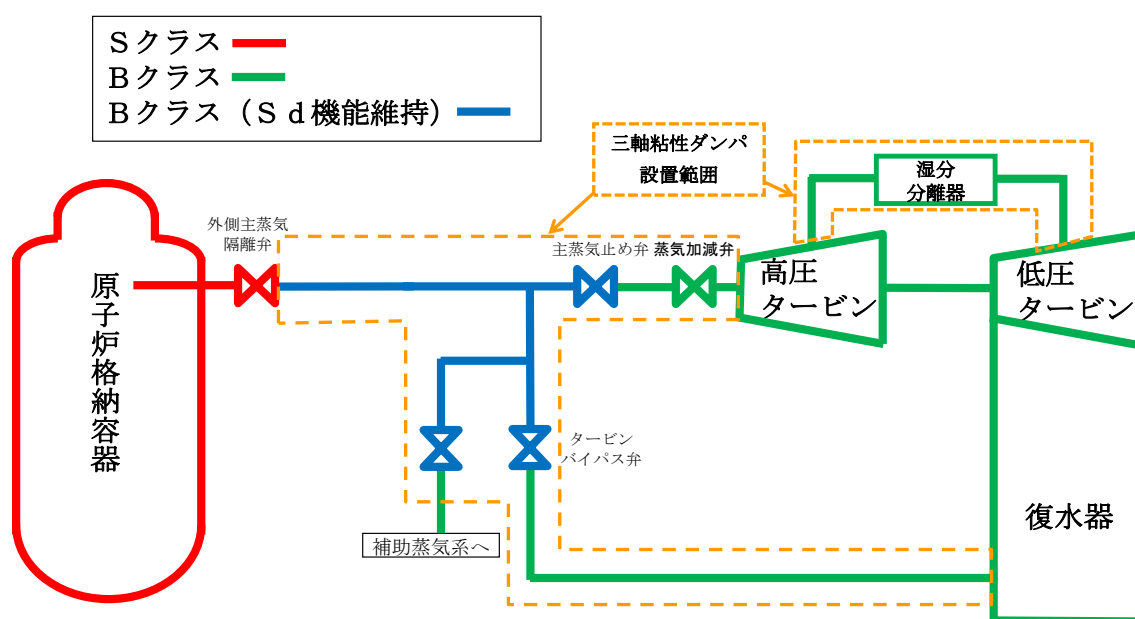 Ｓクラス
Ｂクラス
Ｂクラス（Ｓｄ機能維持）
三軸粘性ダンパ
設置範囲
湿分
分離器
外側主蒸気
隔離弁
主蒸気止め弁
蒸気加減弁
高圧
タービン
低圧
タービン
原子炉格納容器
タービン
バイパス弁
復水器
補助蒸気系へ